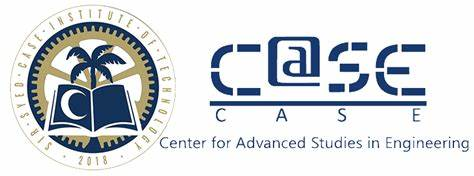 SIR SYED CASE INSTITUTE OF TECHNOLOGY
2018
C@SE
CASE
Center for Advanced Studies in Engineering